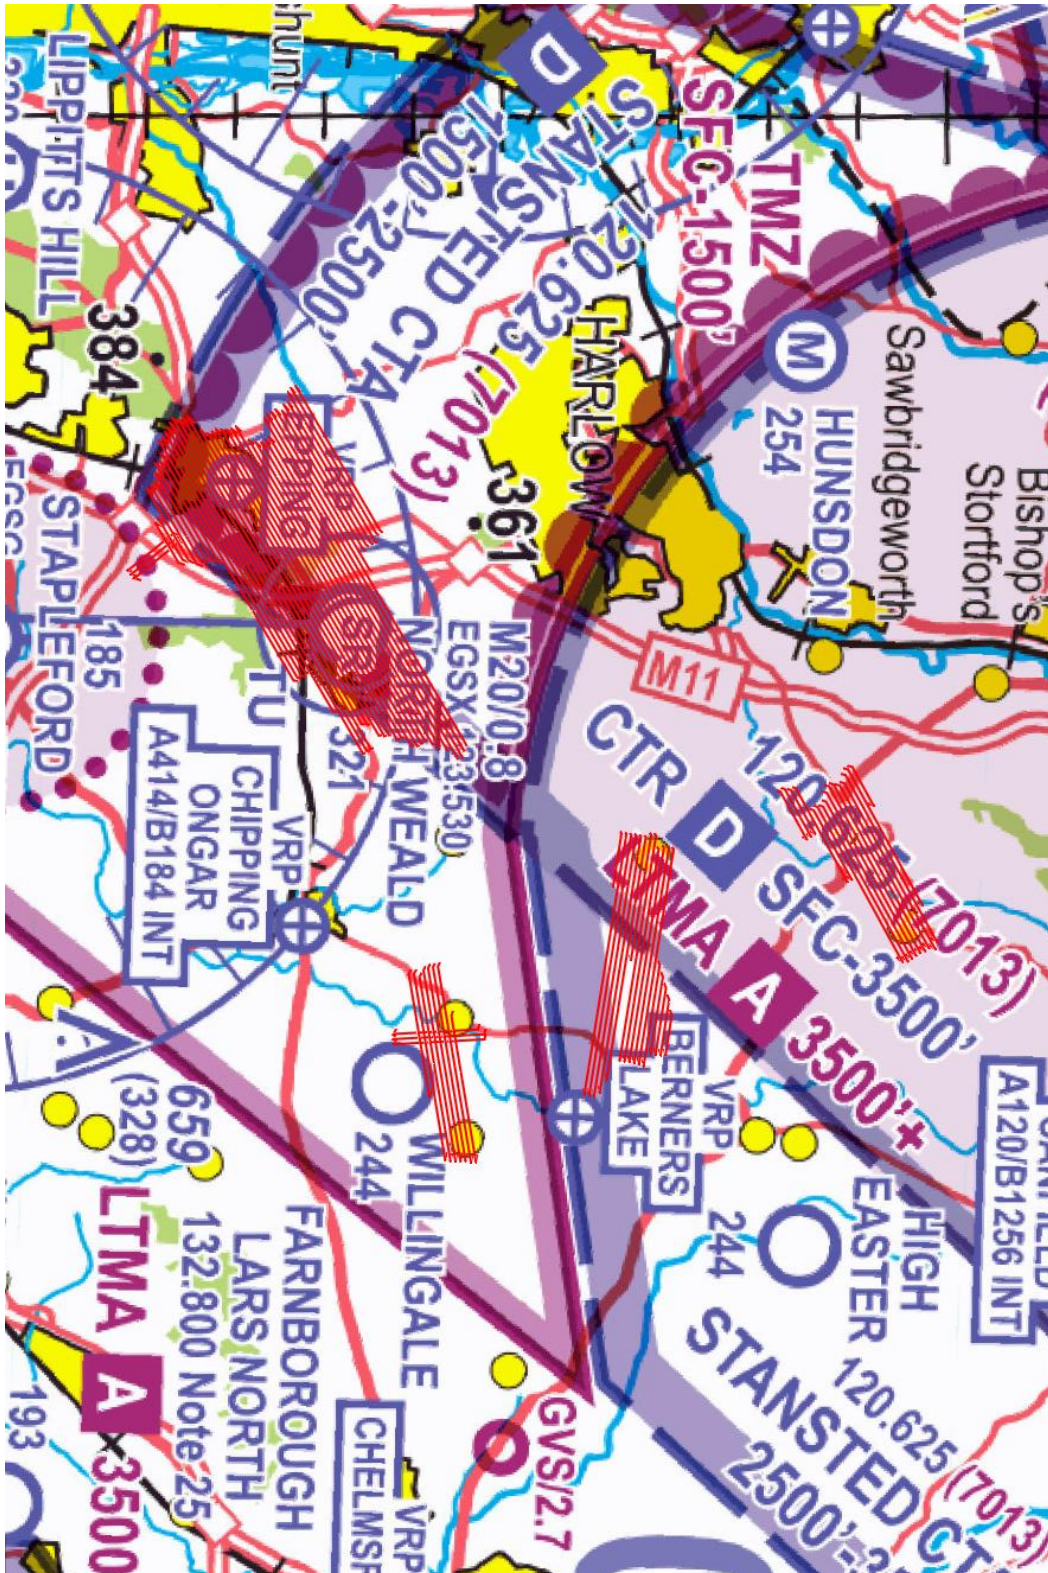 hunt
D
STANSTED CTA
1500'-2500'
120.625 (7013)
SFC-1500'
TMZ
LIPPITTS HILL
384
M
HUNSDON
254
Sawbridgeworth
Bishop's
Stortford
HARLOW
361
VRP
EPPING
NORTH WEALD
M20/0.8
STAPLEFORD
185
M11
321
CTR D SFC-3500'
120.625 (7013)
LTMA A 3500'+
VRP
CHIPPING
ONGAR
A414/B184 INT
VRP
BERNERS
LAKE
A120/B1256 INT
659
(328)
WILLINGALE
244
HIGH
EASTER
244
LTMA A 3500
FARNBOROUGH
LARS NORTH
132.800 Note 25
193
VRP
GVS/2.7
STANSTED CT
120.625 (7013)